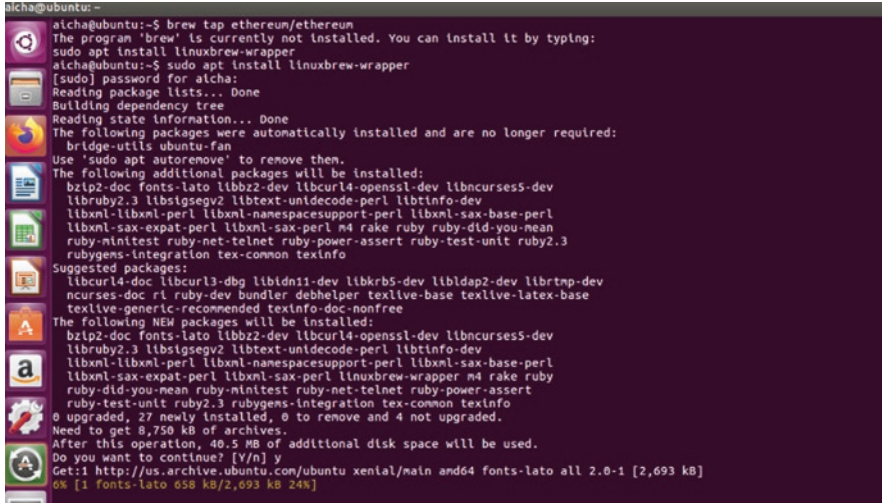 aicha@ubuntu: ~
aicha@ubuntu:~$ brew tap ethereum/ethereum
The program 'brew' is currently not installed. You can install it by typing:
sudo apt install linuxbrew-wrapper
aicha@ubuntu:~$ sudo apt install linuxbrew-wrapper
[sudo] password for aicha:
Reading package lists... Done
Building dependency tree
Reading state information... Done
The following packages were automatically installed and are no longer required:
bridge-utils ubuntu-fan
Use 'sudo apt autoremove' to remove them.
The following additional packages will be installed:
bzip2-doc fonts-lato libbz2-dev libcurl4-openssl-dev libncurses5-dev
libruby2.3 libsigsegv2 libtext-unidecode-perl libtinfo-dev
libxml-libxml-perl libxml-namespacesupport-perl libxml-sax-base-perl
libxml-sax-expat-perl libxml-sax-perl m4 rake ruby ruby-did-you-mean
ruby-minitest ruby-net-telnet ruby-power-assert ruby-test-unit ruby2.3
rubygems-integration tex-common texinfo
Suggested packages:
libcurl4-doc libcurl3-dbg libidn11-dev libkrb5-dev libldap2-dev librtmp-dev
ncurses-doc ri ruby-dev bundler debhelper texlive-base texlive-latex-base
texlive-generic-recommended texinfo-doc-nonfree
The following NEW packages will be installed:
bzip2-doc fonts-lato libbz2-dev libcurl4-openssl-dev libncurses5-dev
libruby2.3 libsigsegv2 libtext-unidecode-perl libtinfo-dev
libxml-libxml-perl libxml-namespacesupport-perl libxml-sax-base-perl
libxml-sax-expat-perl libxml-sax-perl linuxbrew-wrapper m4 rake ruby
ruby-did-you-mean ruby-minitest ruby-net-telnet ruby-power-assert
ruby-test-unit ruby2.3 rubygems-integration tex-common texinfo
0 upgraded, 27 newly installed, 0 to remove and 4 not upgraded.
Need to get 8,750 kB of archives.
After this operation, 40.5 MB of additional disk space will be used.
Do you want to continue? [Y/n] y
Get:1 http://us.archive.ubuntu.com/ubuntu xenial/main amd64 fonts-lato all 2.0-1 [2,693 kB]
6% [1 fonts-lato 658 kB/2,693 kB 24%]